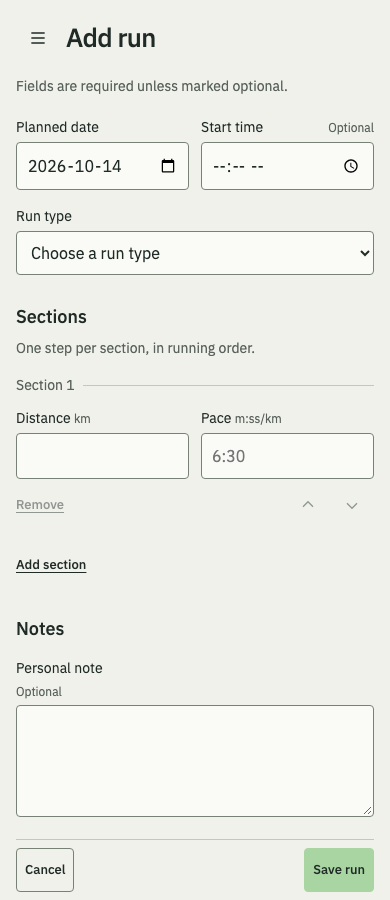 Add run
Fields are required unless marked optional.
Planned date
Start time Optional
2026-10-14
--:-- --
Run type
Choose a run type
Sections
One step per section, in running order.
Section 1
Distance km
Pace m:ss/km
6:30
Remove
Add section
Notes
Personal note
Optional
Cancel
Save run